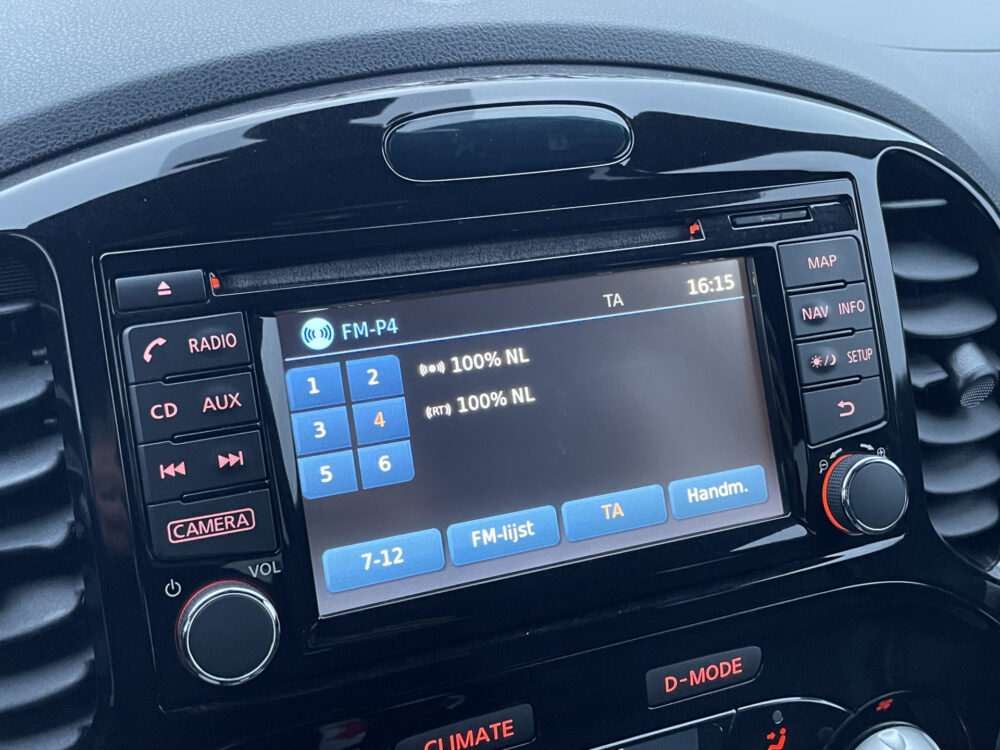 MAP
NAV INFO
SETUP
RADIO
CD AUX
CAMERA
VOL
FM-P4 TA 16:15
1 2
3 4
5 6
100% NL
RT 100% NL
7-12 FM-lijst TA Handm.
D-MODE
CLIMATE